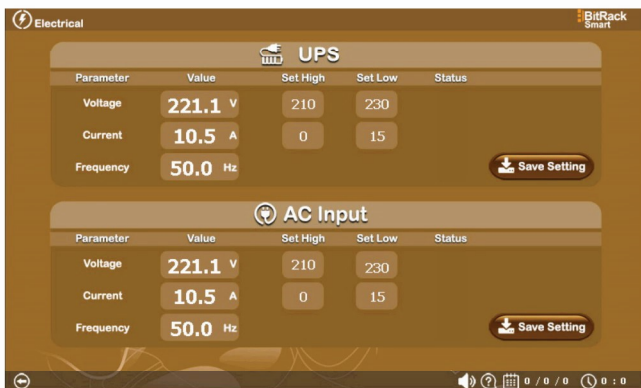 Electrical
BitRack
Smart
UPS
Parameter Value Set High Set Low Status
Voltage 221.1 V 210 230
Current 10.5 A 0 15
Frequency 50.0 Hz
Save Setting
AC Input
Parameter Value Set High Set Low Status
Voltage 221.1 V 210 230
Current 10.5 A 0 15
Frequency 50.0 Hz
Save Setting
0 / 0 / 0 0 : 0